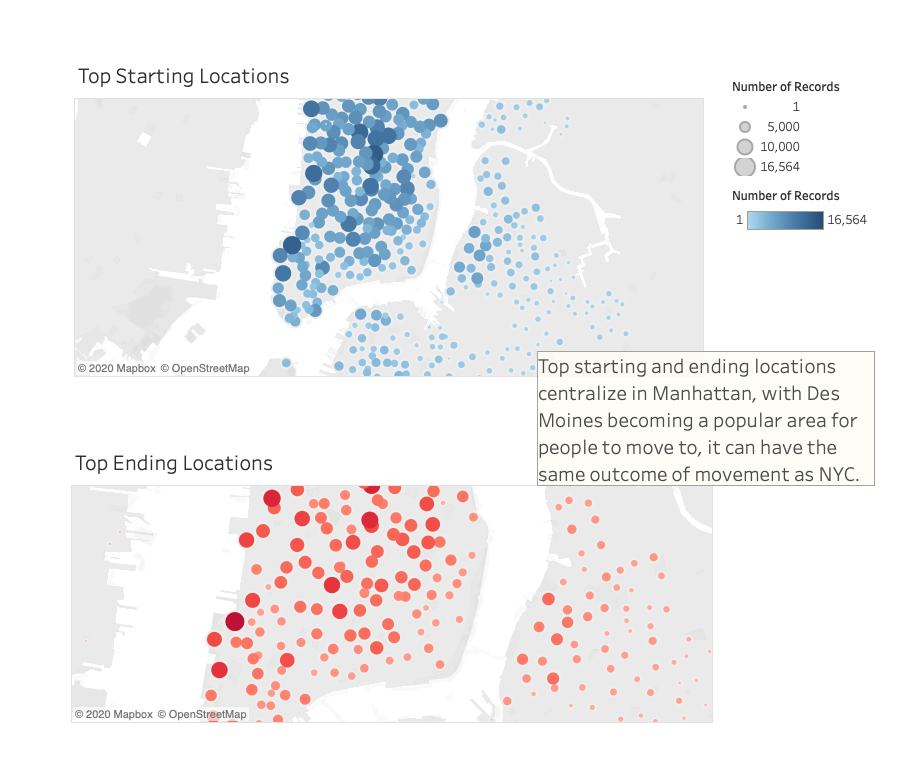 Top Starting Locations
Number of Records
1
5,000
10,000
16,564
Number of Records
1 16,564
© 2020 Mapbox © OpenStreetMap
Top starting and ending locations
centralize in Manhattan, with Des
Moines becoming a popular area for
people to move to, it can have the
same outcome of movement as NYC.
Top Ending Locations
© 2020 Mapbox © OpenStreetMap